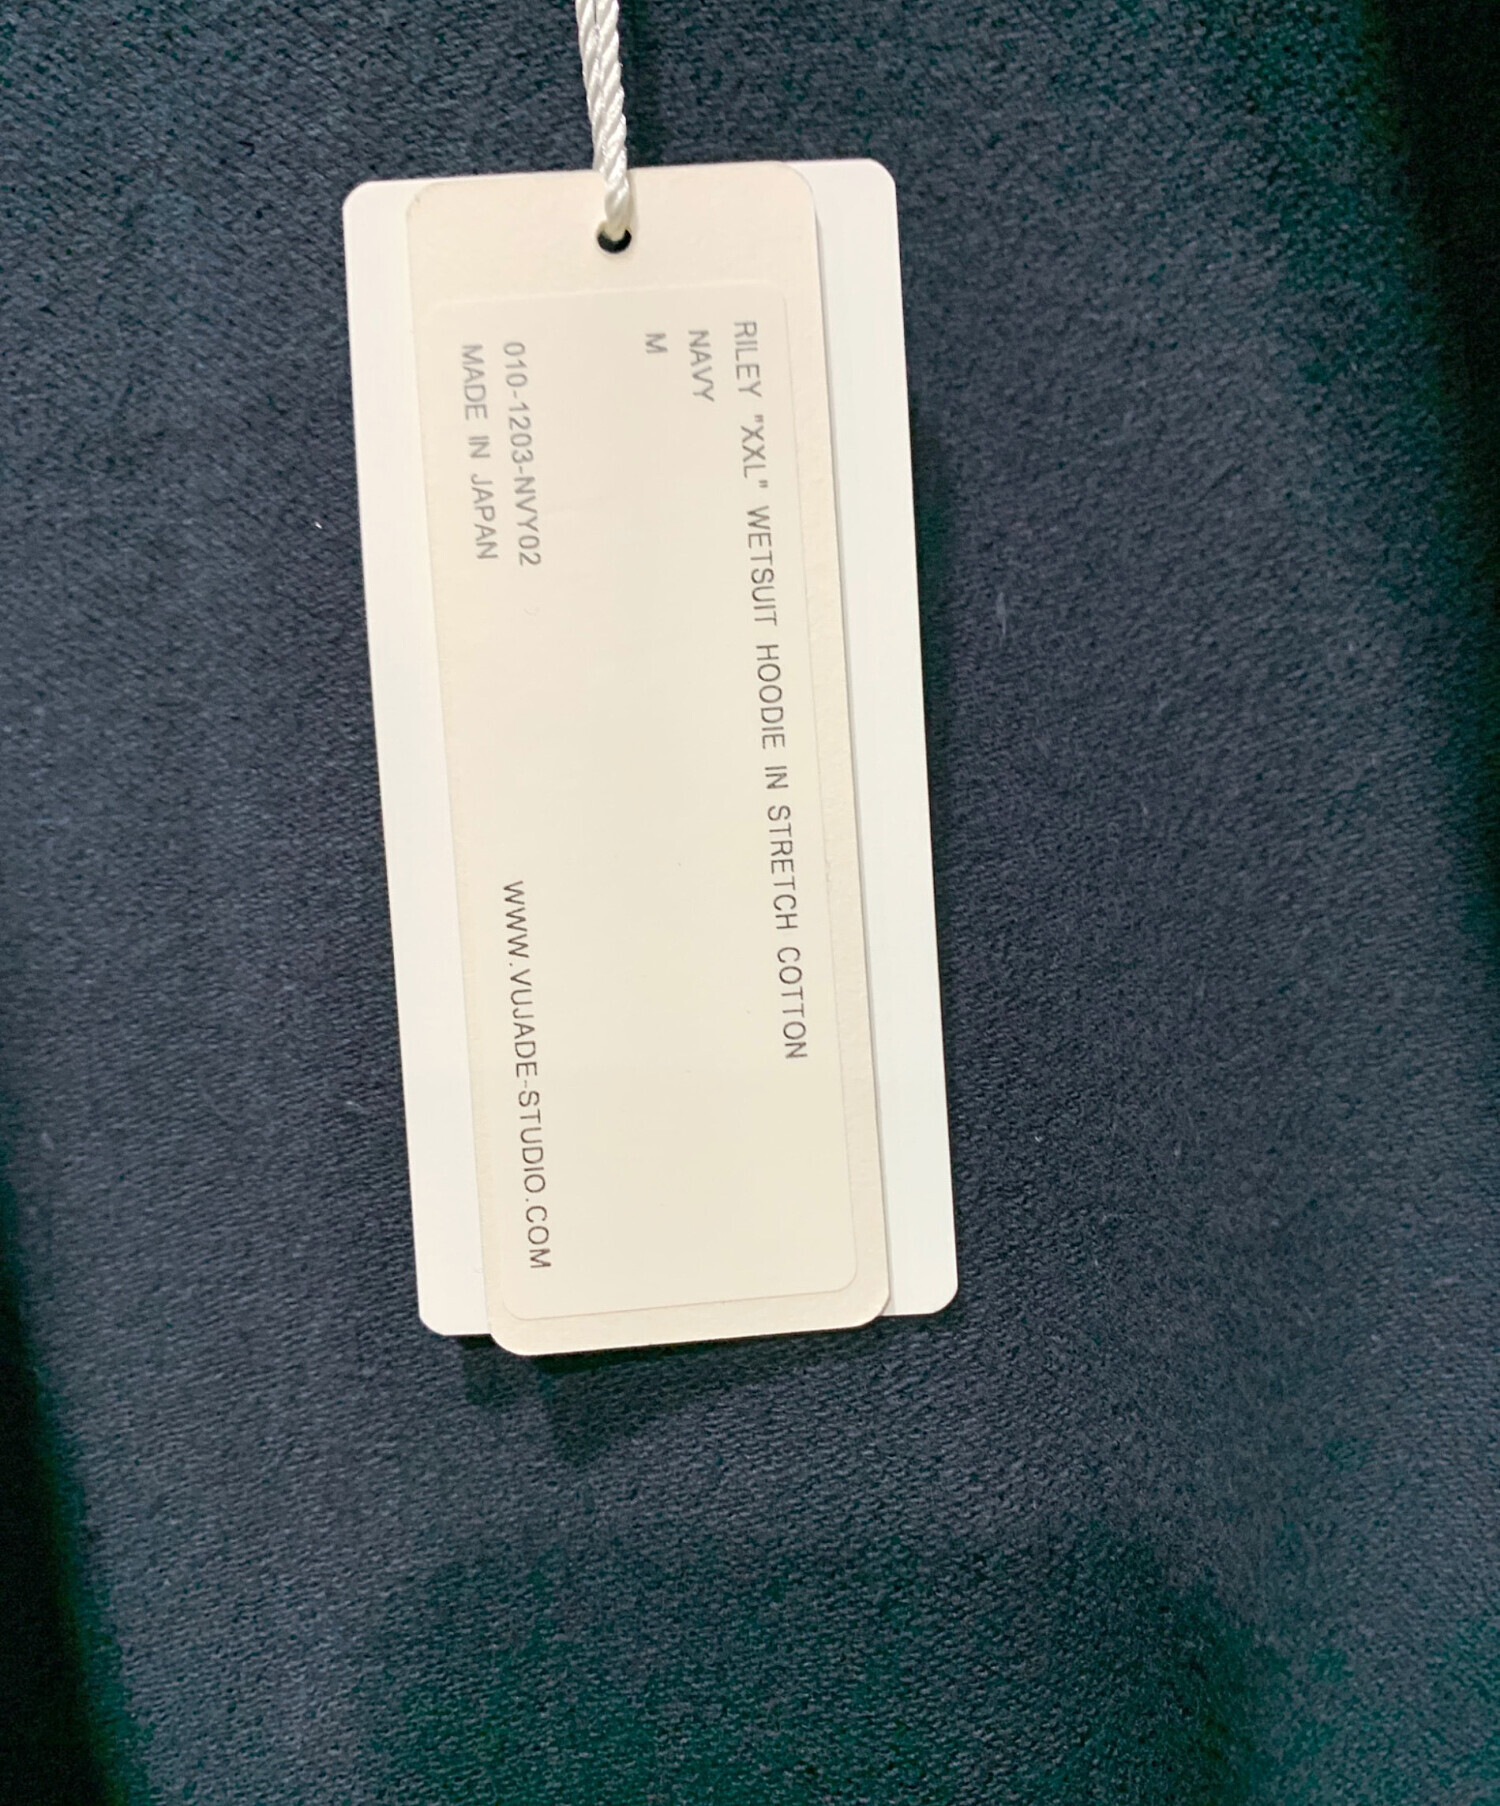 RILEY "XXL" WETSUIT HOODIE IN STRETCH COTTON
NAVY
M
010-1203-NVY02
MADE IN JAPAN
WWW.VUJADE-STUDIO.COM